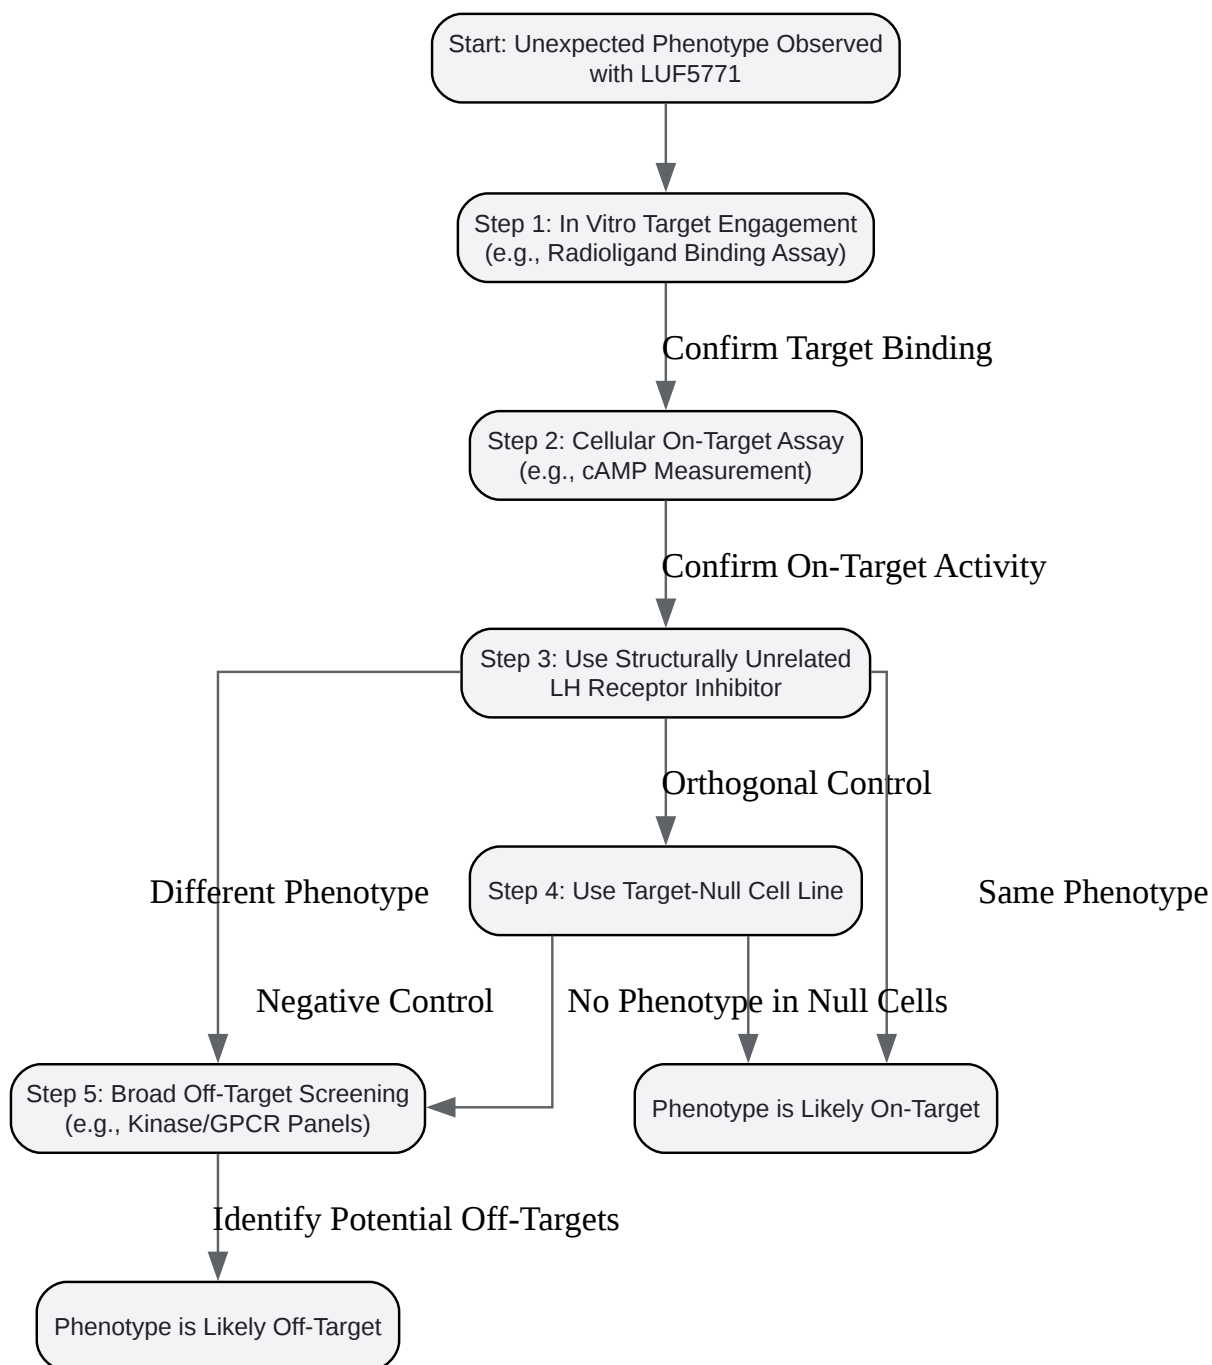 Start: Unexpected Phenotype Observed
with LUF5771
Step 1: In Vitro Target Engagement
(e.g., Radioligand Binding Assay)
Confirm Target Binding
Step 2: Cellular On-Target Assay
(e.g., cAMP Measurement)
Confirm On-Target Activity
Step 3: Use Structurally Unrelated
LH Receptor Inhibitor
Orthogonal Control
Different Phenotype
Step 4: Use Target-Null Cell Line
Same Phenotype
Negative Control
No Phenotype in Null Cells
Step 5: Broad Off-Target Screening
(e.g., Kinase/GPCR Panels)
Phenotype is Likely On-Target
Identify Potential Off-Targets
Phenotype is Likely Off-Target